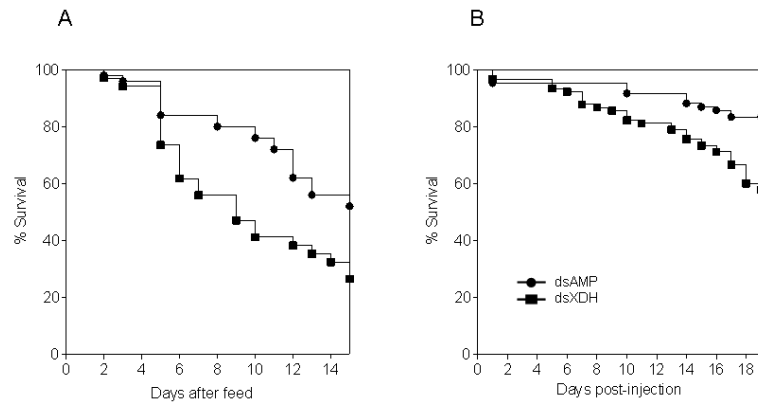 A
B
100
80
60
40
20
0
% Survival
0 2 4 6 8 10 12 14
Days after feed
100
80
60
40
20
0
% Survival
dsAMP
dsXDH
0 2 4 6 8 10 12 14 16 18
Days post-injection